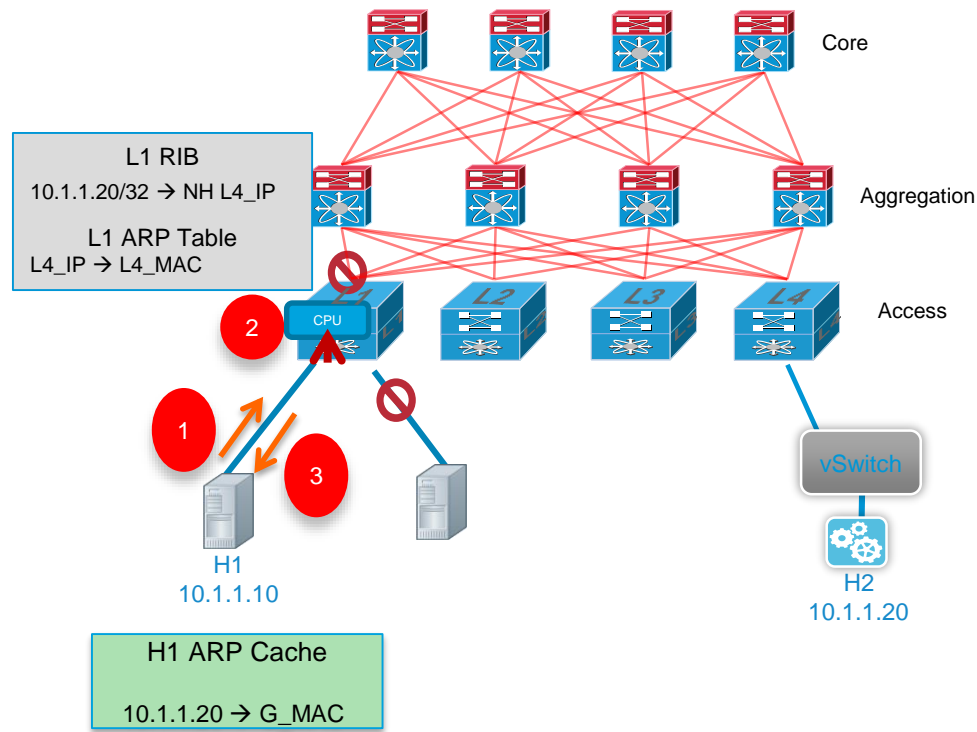 Core
L1 RIB
10.1.1.20/32 → NH L4_IP
L1 ARP Table
L4_IP → L4_MAC
Aggregation
L1
L2
L3
L4
Access
CPU
2
1
3
vSwitch
H1
10.1.1.10
H2
10.1.1.20
H1 ARP Cache
10.1.1.20 → G_MAC